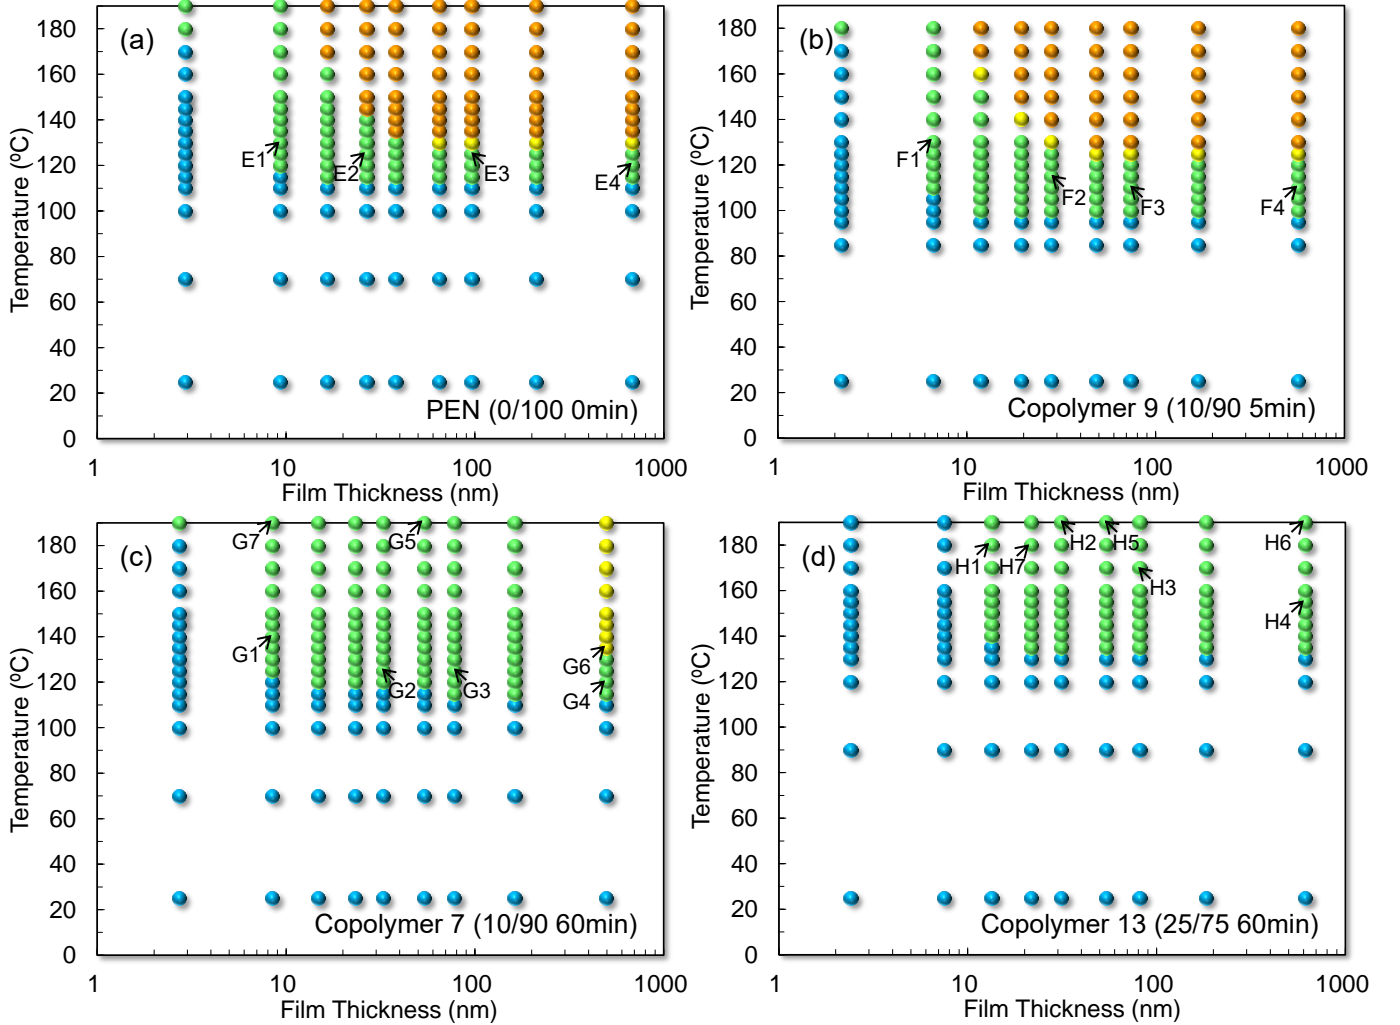 (a)
180
160
140
120
100
80
60
40
20
0
Temperature (ºC)
E1
E2
E3
E4
PEN (0/100 0min)
1
10
100
1000
Film Thickness (nm)
(b)
180
160
140
120
100
80
60
40
20
0
Temperature (ºC)
F1
F2
F3
F4
Copolymer 9 (10/90 5min)
1
10
100
1000
Film Thickness (nm)
(c)
180
160
140
120
100
80
60
40
20
0
Temperature (ºC)
G7
G5
G1
G6
G2
G3
G4
Copolymer 7 (10/90 60min)
1
10
100
1000
Film Thickness (nm)
(d)
180
160
140
120
100
80
60
40
20
0
Temperature (ºC)
H2
H5
H6
H1
H7
H3
H4
Copolymer 13 (25/75 60min)
1
10
100
1000
Film Thickness (nm)